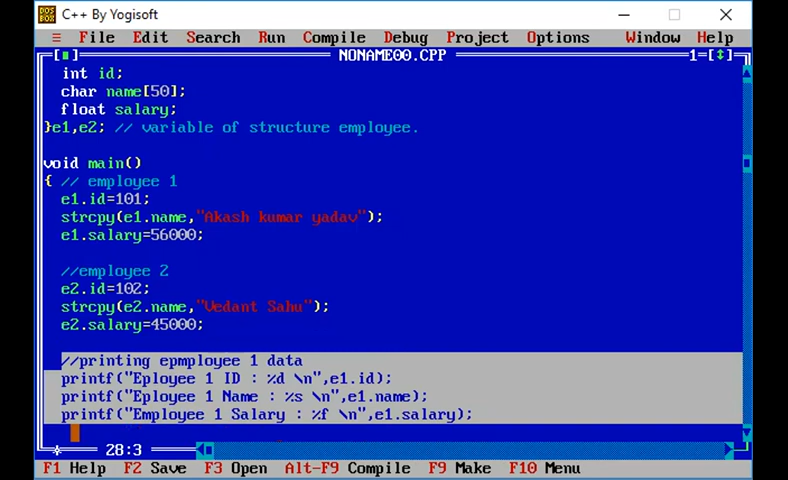 C++ By Yogisoft
≡ File Edit Search Run Compile Debug Project Options Window Help
NONAME00.CPP 1=[↕]
int id;
char name[50];
float salary;
}e1,e2; // variable of structure employee.
void main()
{ // employee 1
e1.id=101;
strcpy(e1.name,"Akash kumar yadav");
e1.salary=56000;
//employee 2
e2.id=102;
strcpy(e2.name,"Vedant Sahu");
e2.salary=45000;
//printing epmployee 1 data
printf("Eployee 1 ID : %d \n",e1.id);
printf("Eployee 1 Name : %s \n",e1.name);
printf("Employee 1 Salary : %f \n",e1.salary);
28:3
F1 Help F2 Save F3 Open Alt-F9 Compile F9 Make F10 Menu